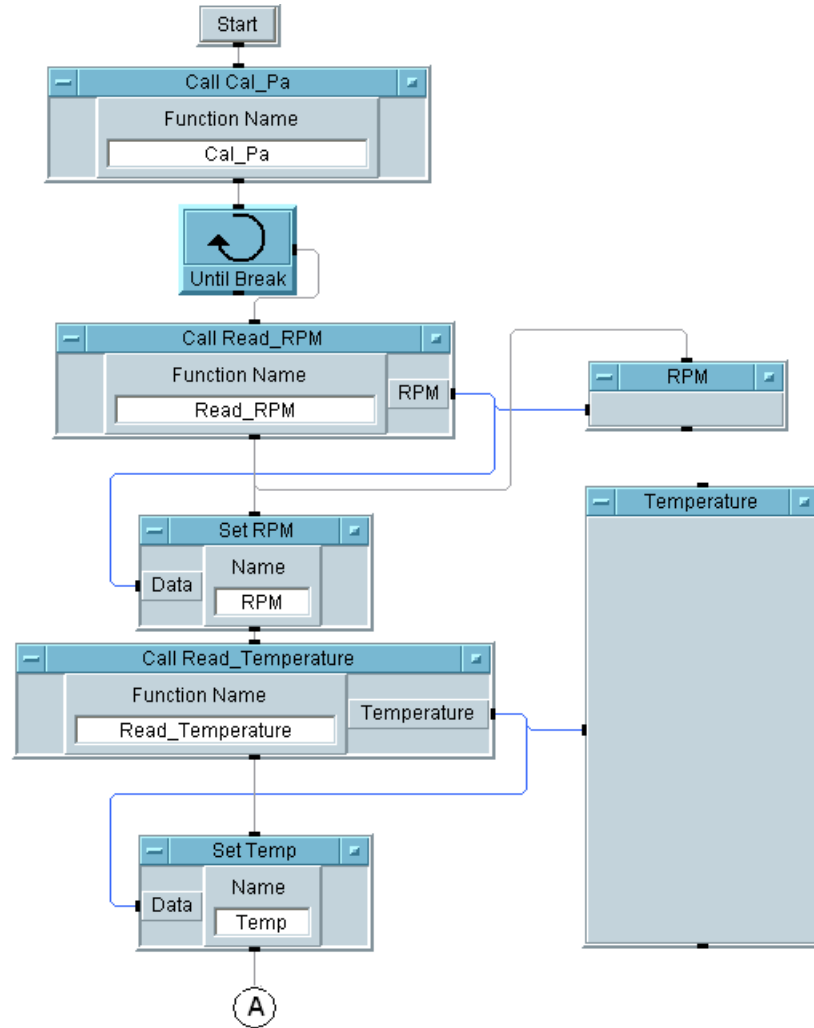 Start
Call Cal_Pa
Function Name
Cal_Pa
Until Break
Call Read_RPM
Function Name
Read_RPM
RPM
RPM
Set RPM
Data
Name
RPM
Temperature
Call Read_Temperature
Function Name
Read_Temperature
Temperature
Set Temp
Data
Name
Temp
A